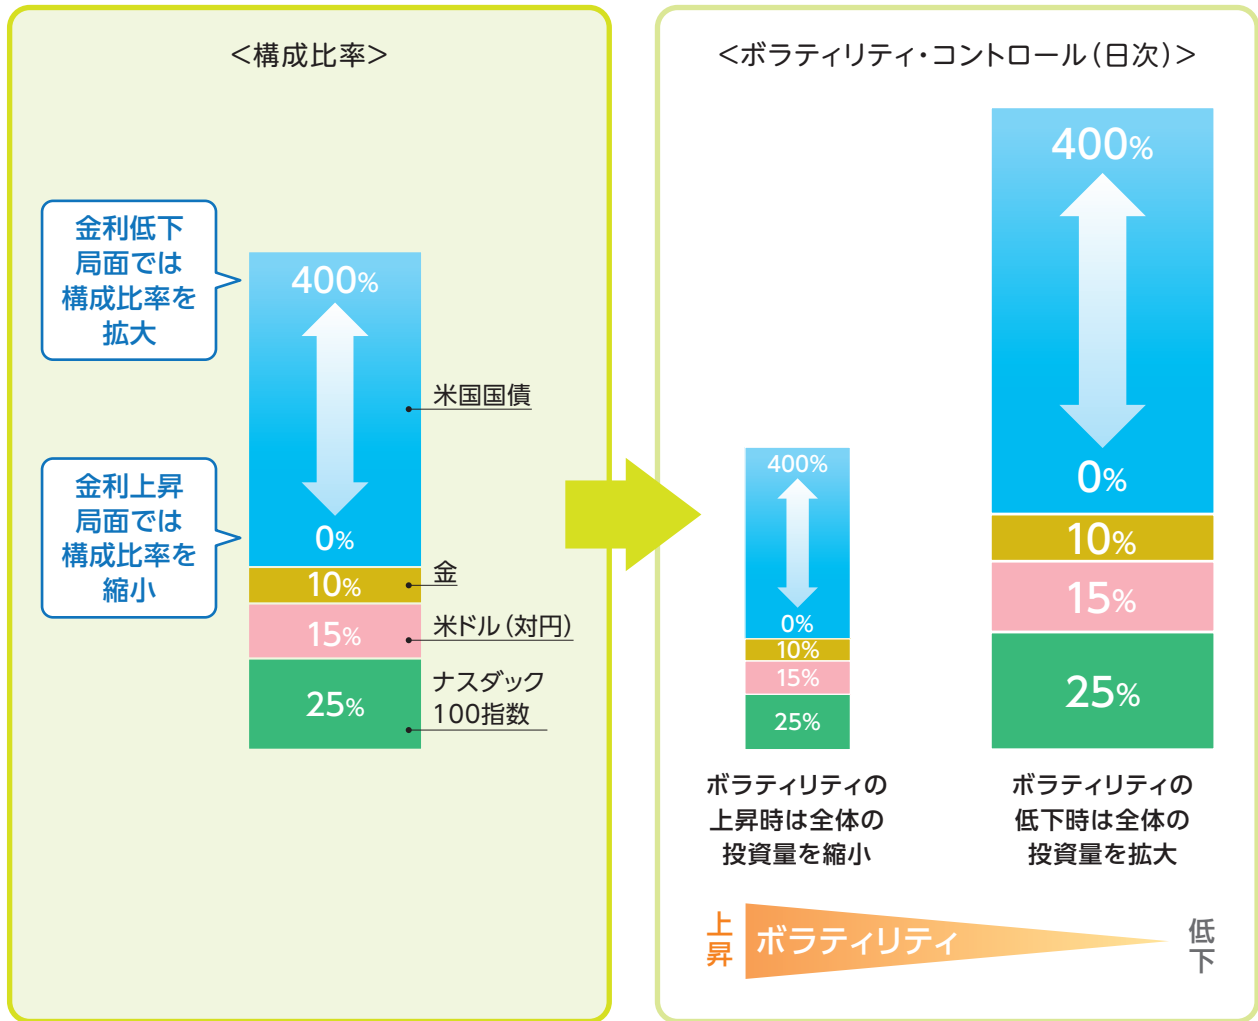 ＜構成比率＞
金利低下
局面では
構成比率を
拡大
金利上昇
局面では
構成比率を
縮小
400%
0%
10%
15%
25%
米国国債
金
米ドル（対円）
ナスダック
100指数
＜ボラティリティ・コントロール（日次）＞
400%
0%
10%
15%
25%
ボラティリティの
上昇時は全体の
投資量を縮小
400%
0%
10%
15%
25%
ボラティリティの
低下時は全体の
投資量を拡大
上昇
ボラティリティ
低下